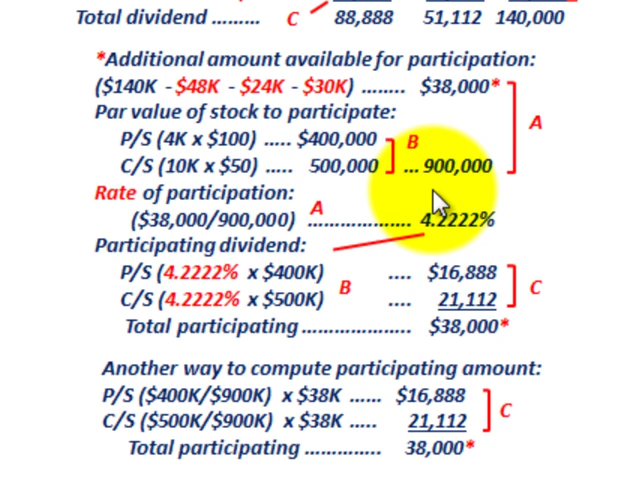 Total dividend ......... C 88,888 51,112 140,000
*Additional amount available for participation:
($140K - $48K - $24K - $30K) ........ $38,000*
Par value of stock to participate: A
P/S (4K x $100) ..... $400,000 B
C/S (10K x $50) ..... 500,000 ... 900,000
Rate of participation:
($38,000/900,000) A ................... 4.2222%
Participating dividend:
P/S (4.2222% x $400K) .... $16,888
B C
C/S (4.2222% x $500K) .... 21,112
Total participating ..................... $38,000*
Another way to compute participating amount:
P/S ($400K/$900K) x $38K ...... $16,888
C
C/S ($500K/$900K) x $38K ..... 21,112
Total participating .............. 38,000*